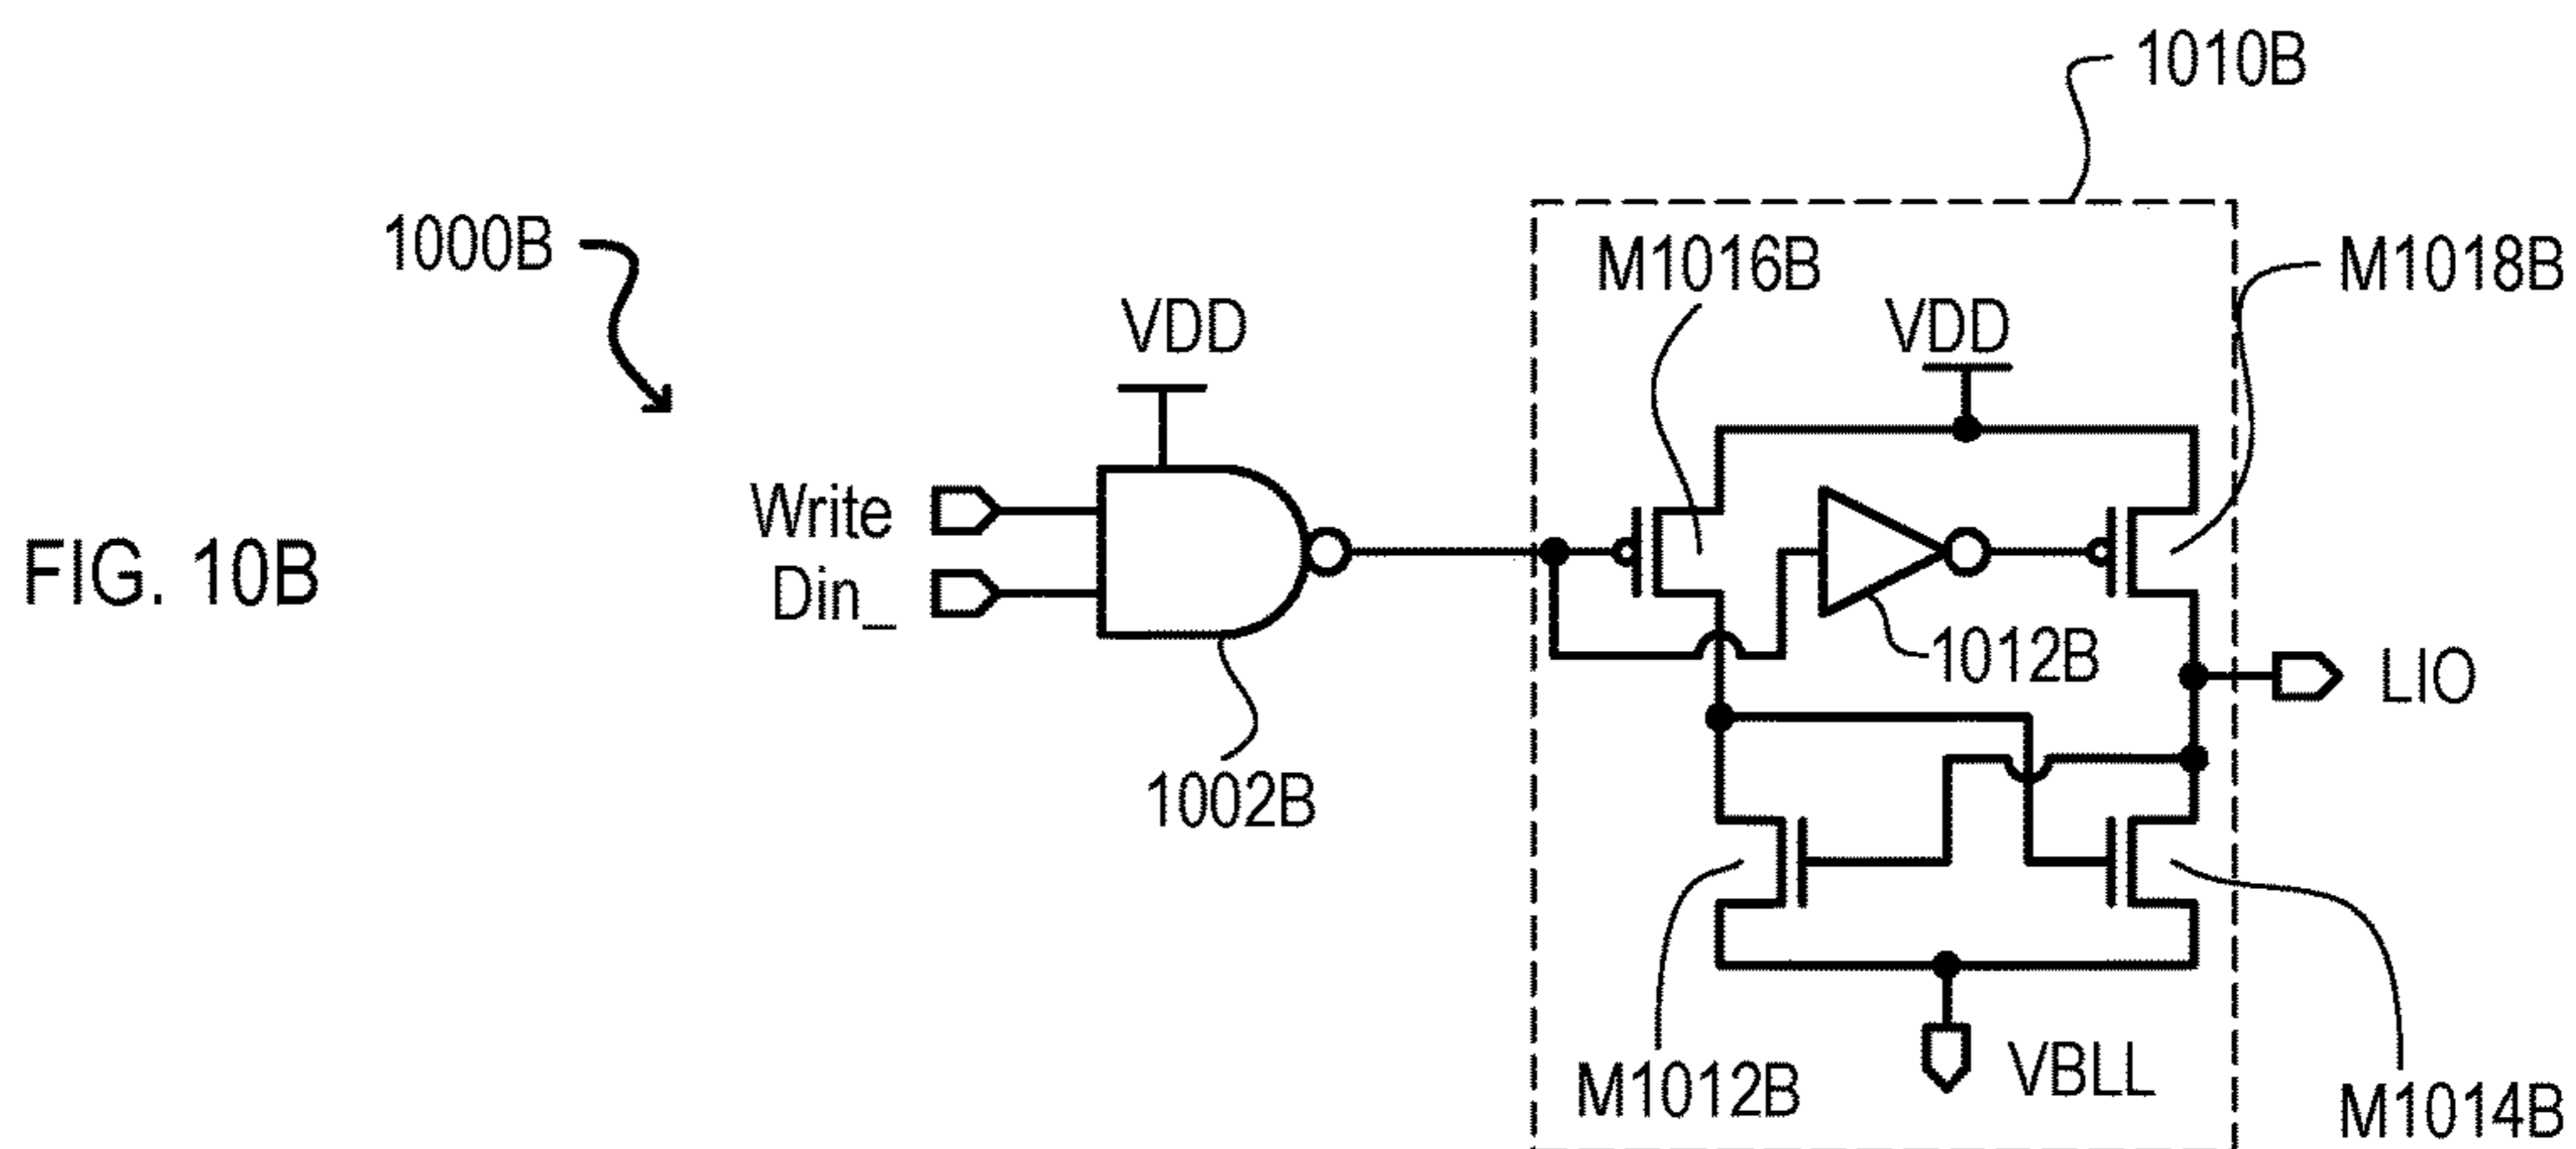 1010B
1000B
M1016B
M1018B
VDD
VDD
Write
FIG. 10B
Din_
1012B
LIO
1002B
VBLL
M1012B
M1014B